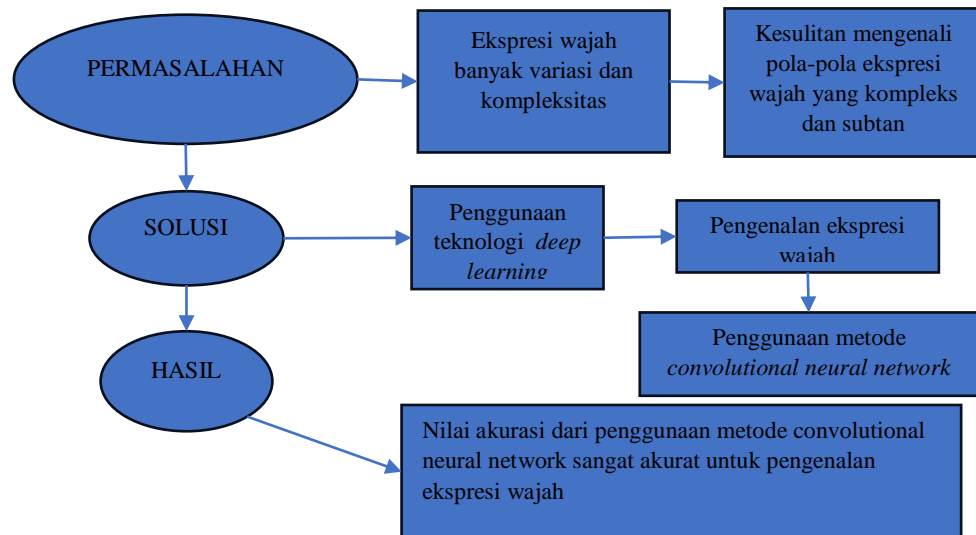 PERMASALAHAN
Ekspresi wajah
banyak variasi dan
kompleksitas
Kesulitan mengenali
pola-pola ekspresi
wajah yang kompleks
dan subtan
SOLUSI
Penggunaan
teknologi deep
learning
Pengenalan ekspresi
wajah
Penggunaan metode
convolutional neural network
HASIL
Nilai akurasi dari penggunaan metode convolutional
neural network sangat akurat untuk pengenalan
ekspresi wajah